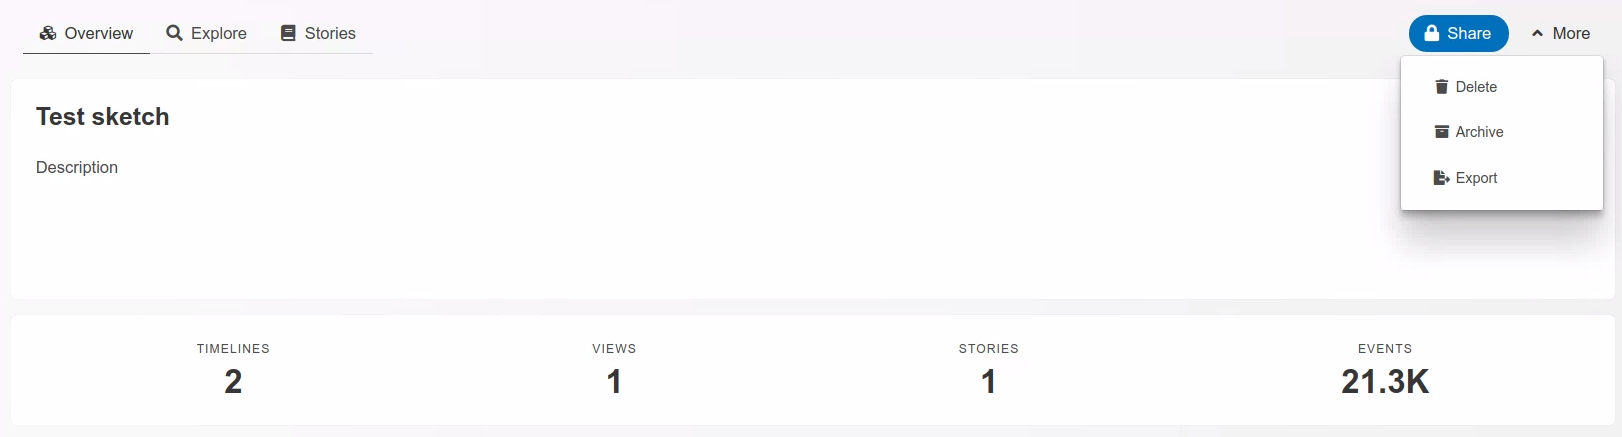 Overview Explore Stories Share More
Delete
Test sketch
Archive
Description
Export
TIMELINES VIEWS STORIES EVENTS
2 1 1 21.3K